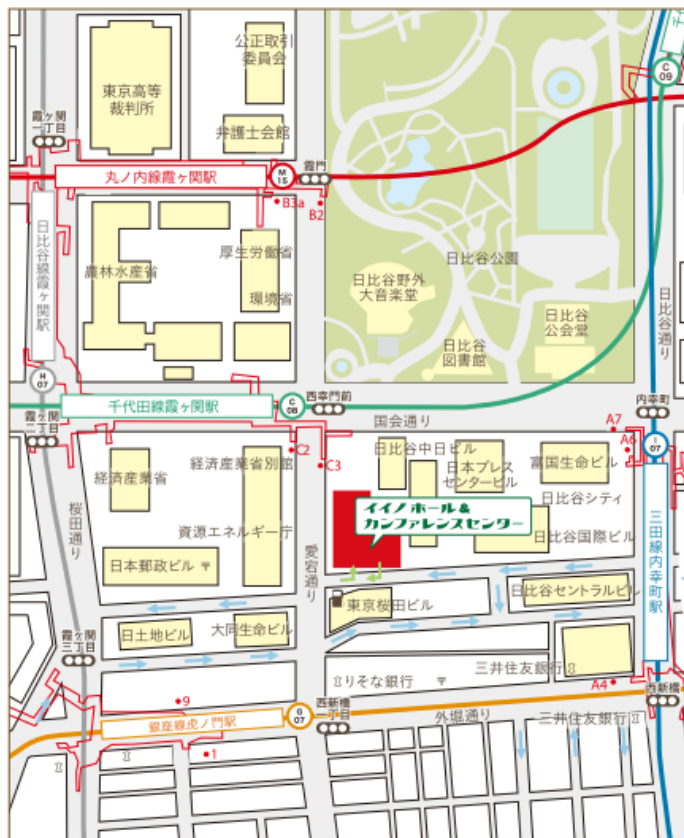 公正取引
委員会
東京高等
裁判所
弁護士会館
霞ヶ関
一丁目
C
09
丸ノ内線霞ヶ関駅
M
15
霞門
B3a
B2
日比谷線霞ヶ関駅
農林水産省
厚生労働省
環境省
日比谷公園
日比谷野外
大音楽堂
日比谷
図書館
日比谷
公会堂
日比谷通り
H
07
千代田線霞ヶ関駅
C
08
西幸門前
国会通り
内幸町
霞ヶ関
二丁目
A7
A6
I
07
C2
C3
経済産業省
経済産業省別館
資源エネルギー庁
日本郵政ビル 〒
日比谷中日ビル
日本プレス
センタービル
富国生命ビル
日比谷シティ
日比谷国際ビル
イイノホール&
カンファレンスセンター
桜田通り
愛宕通り
三田線内幸町駅
日比谷セントラルビル
東京桜田ビル
日土地ビル
大同生命ビル
霞ヶ関
三丁目
りそな銀行
〒
三井住友銀行
A4
西新橋
9
銀座線虎ノ門駅
G
07
西新橋
一丁目
外堀通り
三井住友銀行
1